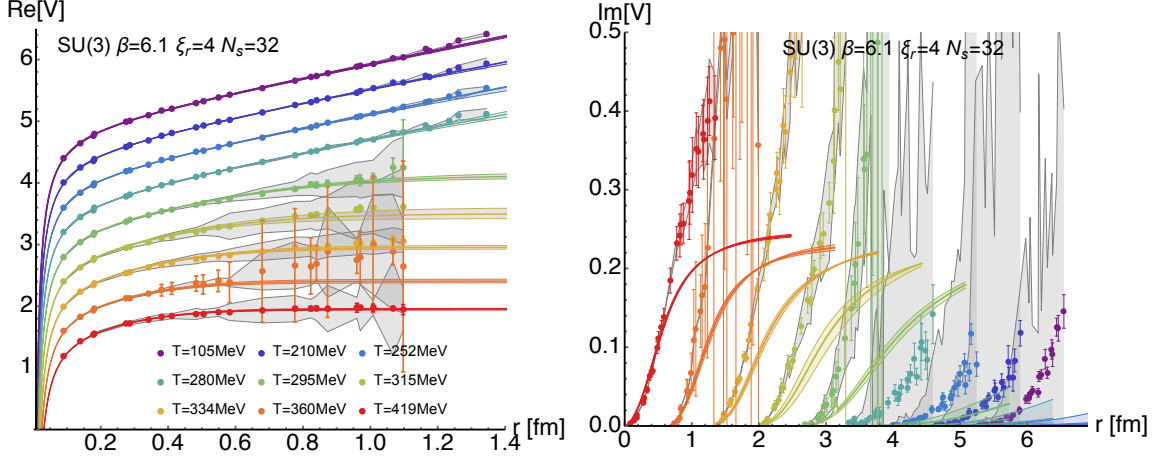 Re[V]
SU(3) β=6.1 ξr=4 Ns=32
6
5
4
3
2
1
T=105MeV T=210MeV T=252MeV
T=280MeV T=295MeV T=315MeV
T=334MeV T=360MeV T=419MeV
0.2 0.4 0.6 0.8 1.0 1.2 1.4
r [fm]
Im[V]
SU(3) β=6.1 ξr=4 Ns=32
0.5
0.4
0.3
0.2
0.1
0.0
0 1 2 3 4 5 6
r [fm]